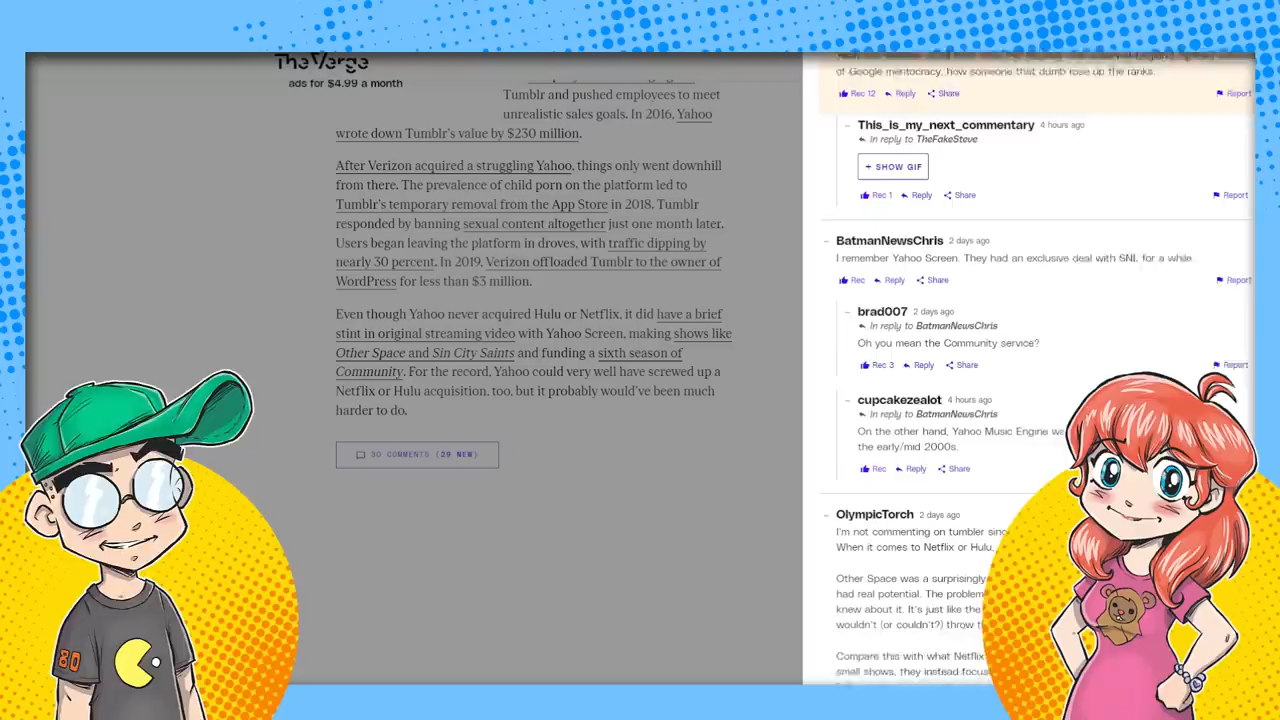 The Verge
ads for $4.99 a month
Tumblr and pushed employees to meet
unrealistic sales goals. In 2016, Yahoo
wrote down Tumblr's value by $230 million.
After Verizon acquired a struggling Yahoo, things only went downhill
from there. The prevalence of child porn on the platform led to
Tumblr's temporary removal from the App Store in 2018. Tumblr
responded by banning sexual content altogether just one month later.
Users began leaving the platform in droves, with traffic dipping by
nearly 30 percent. In 2019, Verizon offloaded Tumblr to the owner of
WordPress for less than $3 million.
Even though Yahoo never acquired Hulu or Netflix, it did have a brief
stint in original streaming video with Yahoo Screen, making shows like
Other Space and Sin City Saints and funding a sixth season of
Community. For the record, Yahoo could very well have screwed up a
Netflix or Hulu acquisition, too, but it probably would've been much
harder to do.
30 COMMENTS (29 NEW)
of Google meritocracy, how someone that dumb rose up the ranks.
Rec 12 Reply Share Report
This_is_my_next_commentary 4 hours ago
In reply to TheFakeSteve
+ SHOW GIF
Rec 1 Reply Share Report
BatmanNewsChris 2 days ago
I remember Yahoo Screen. They had an exclusive deal with SNL for a while.
Rec Reply Share Report
brad007 2 days ago
In reply to BatmanNewsChris
Oh you mean the Community service?
Rec 3 Reply Share Report
cupcakezealot 4 hours ago
In reply to BatmanNewsChris
On the other hand, Yahoo Music Engine
the early/mid 2000s.
Rec Reply Share
OlympicTorch 2 days ago
I'm not commenting on tumbler
When it comes to Netflix or Hulu,
Other Space was a surprisingly
had real potential. The problem
knew about it. It's just like the
wouldn't (or couldn't?) throw
Compare this with what Netflix
small shows, they instead
80